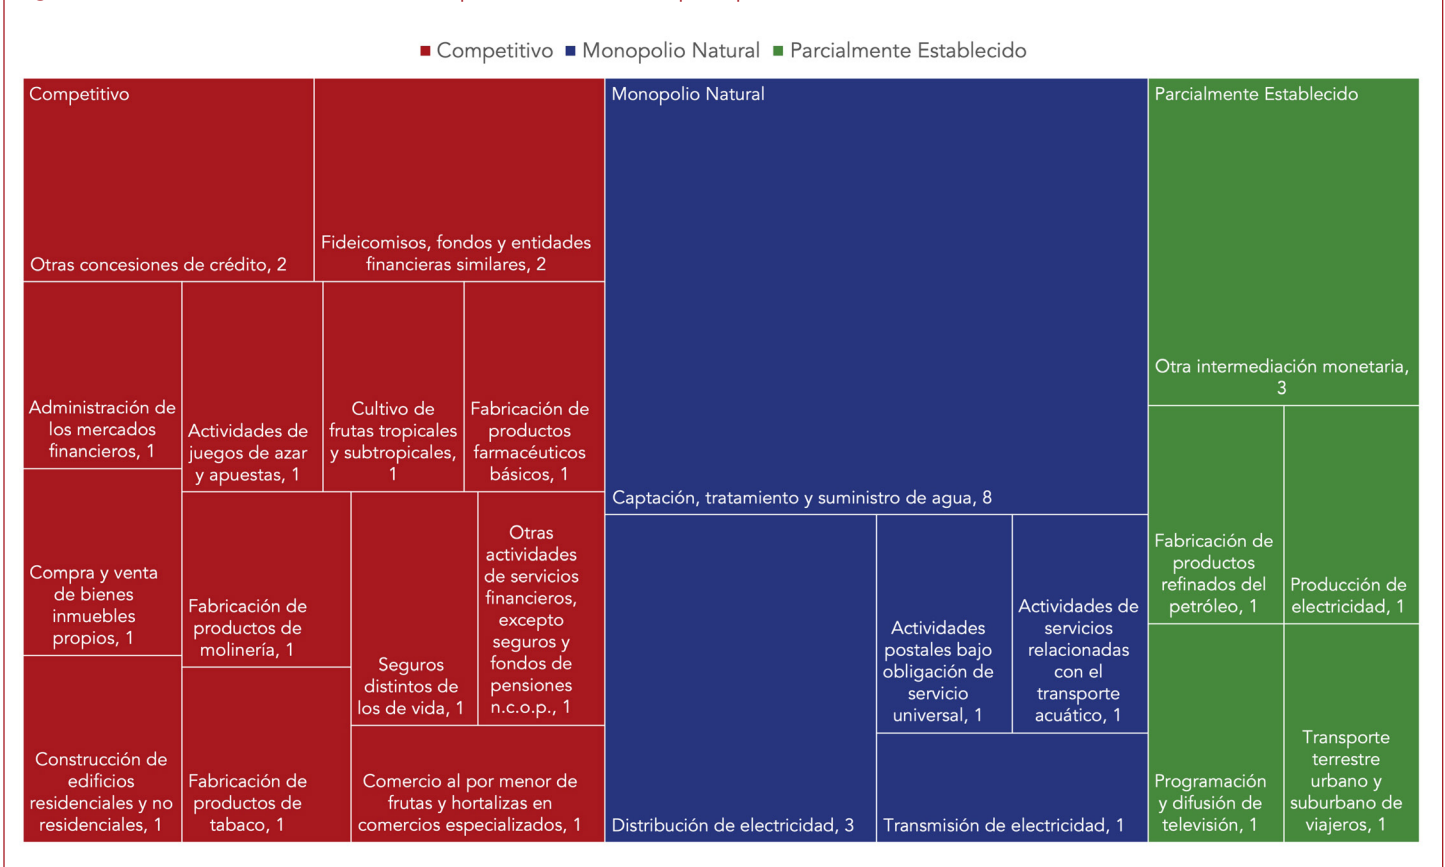 Competitivo Monopolio Natural Parcialmente Establecido
Competitivo
Otras concesiones de crédito, 2
Fideicomisos, fondos y entidades
financieras similares, 2
Administración de
los mercados
financieros, 1
Actividades de
juegos de azar
y apuestas, 1
Cultivo de
frutas tropicales
y subtropicales,
1
Fabricación de
productos
farmacéuticos
básicos, 1
Compra y venta
de bienes
inmuebles
propios, 1
Fabricación de
productos de
molinería, 1
Seguros
distintos de
los de vida, 1
Otras
actividades
de servicios
financieros,
excepto
seguros y
fondos de
pensiones
n.c.o.p., 1
Construcción de
edificios
residenciales y no
residenciales, 1
Fabricación de
productos de
tabaco, 1
Comercio al por menor de
frutas y hortalizas en
comercios especializados, 1
Monopolio Natural
Captación, tratamiento y suministro de agua, 8
Distribución de electricidad, 3
Actividades
postales bajo
obligación de
servicio
universal, 1
Actividades de
servicios
relacionadas
con el
transporte
acuático, 1
Transmisión de electricidad, 1
Parcialmente Establecido
Otra intermediación monetaria,
3
Fabricación de
productos
refinados del
petróleo, 1
Producción de
electricidad, 1
Programación
y difusión de
televisión, 1
Transporte
terrestre
urbano y
suburbano de
viajeros, 1